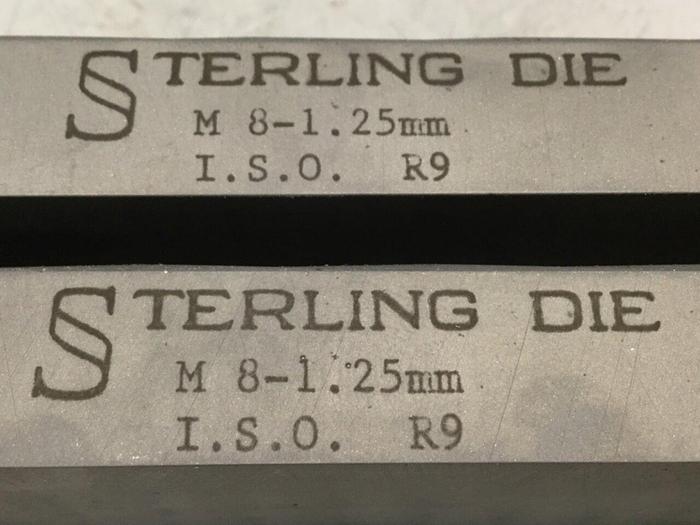 STERLING DIE
M 8-1.25mm
I.S.O. R9
STERLING DIE
M 8-1.25mm
I.S.O. R9